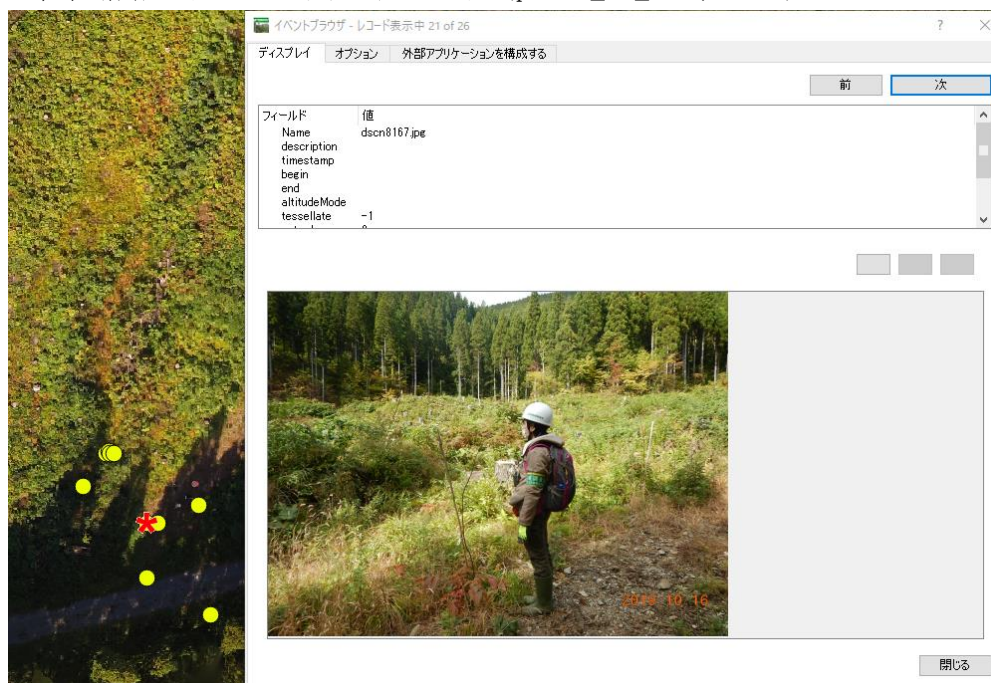 イベントブラウザ - レコード表示中 21 of 26
? ×
ディスプレイ オプション 外部アプリケーションを構成する
前 次
フィールド 値
Name dscn8167.jpg
description
timestamp
begin
end
altitudeMode
tessellate -1
10 16
閉じる